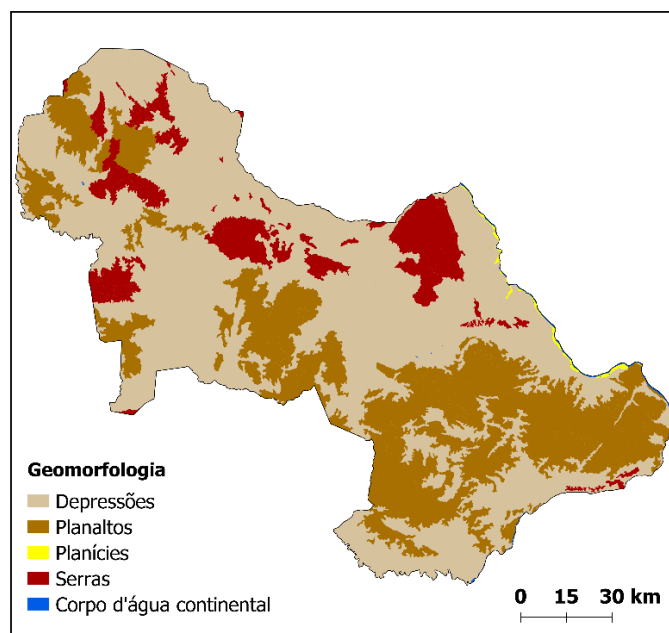 Geomorfologia
Depressões
Planaltos
Planícies
Serras
Corpo d'água continental
0 15 30 km